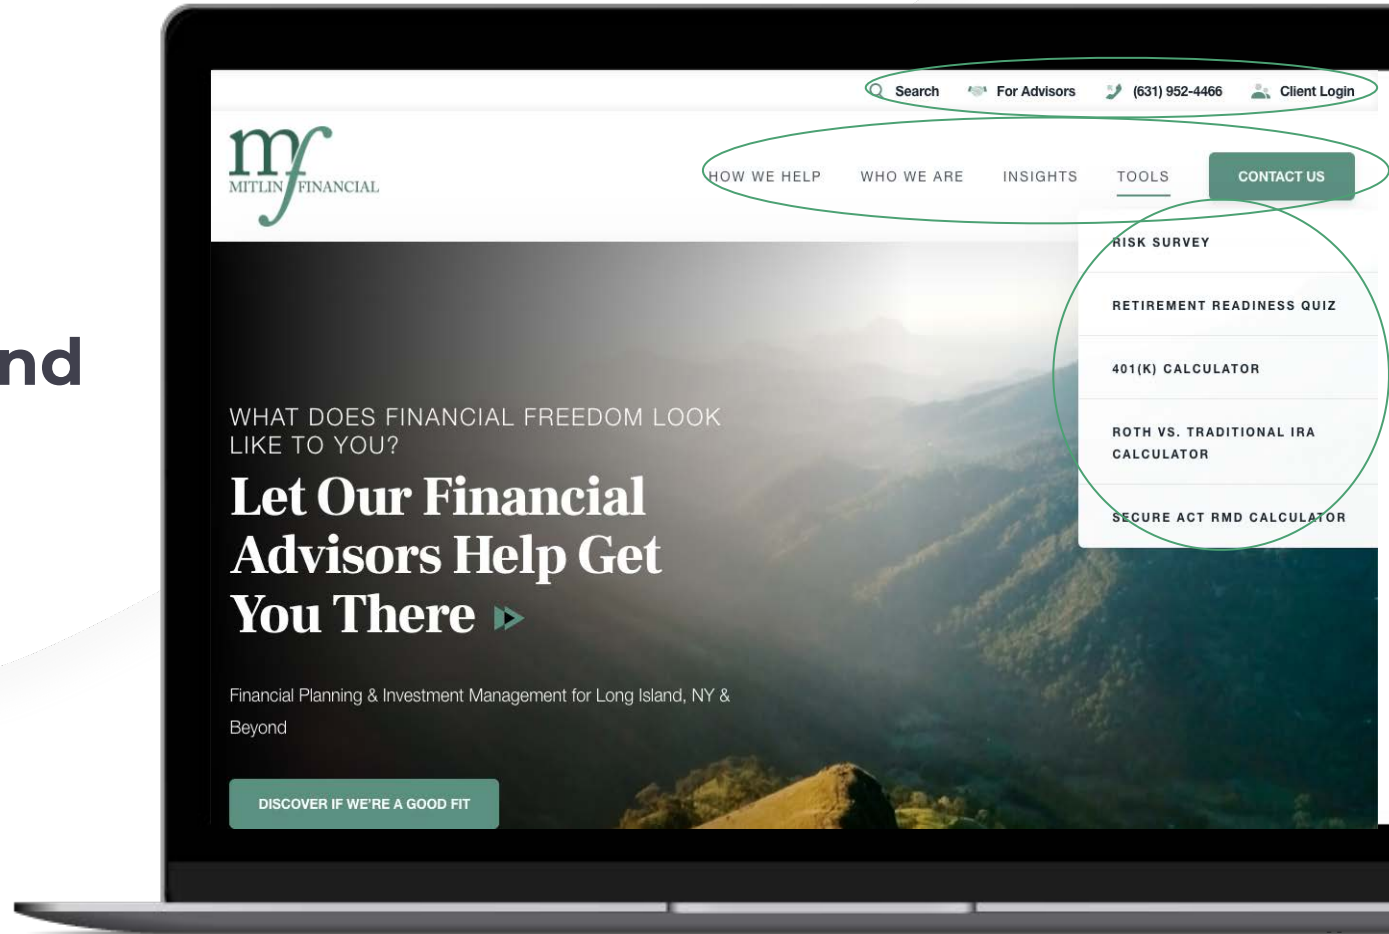 nd
Search For Advisors (631) 952-4466 Client Login
mf
MITLIN FINANCIAL
HOW WE HELP WHO WE ARE INSIGHTS TOOLS CONTACT US
RISK SURVEY
RETIREMENT READINESS QUIZ
401(K) CALCULATOR
ROTH VS. TRADITIONAL IRA
CALCULATOR
SECURE ACT RMD CALCULATOR
WHAT DOES FINANCIAL FREEDOM LOOK
LIKE TO YOU?
Let Our Financial
Advisors Help Get
You There
Financial Planning & Investment Management for Long Island, NY &
Beyond
DISCOVER IF WE'RE A GOOD FIT